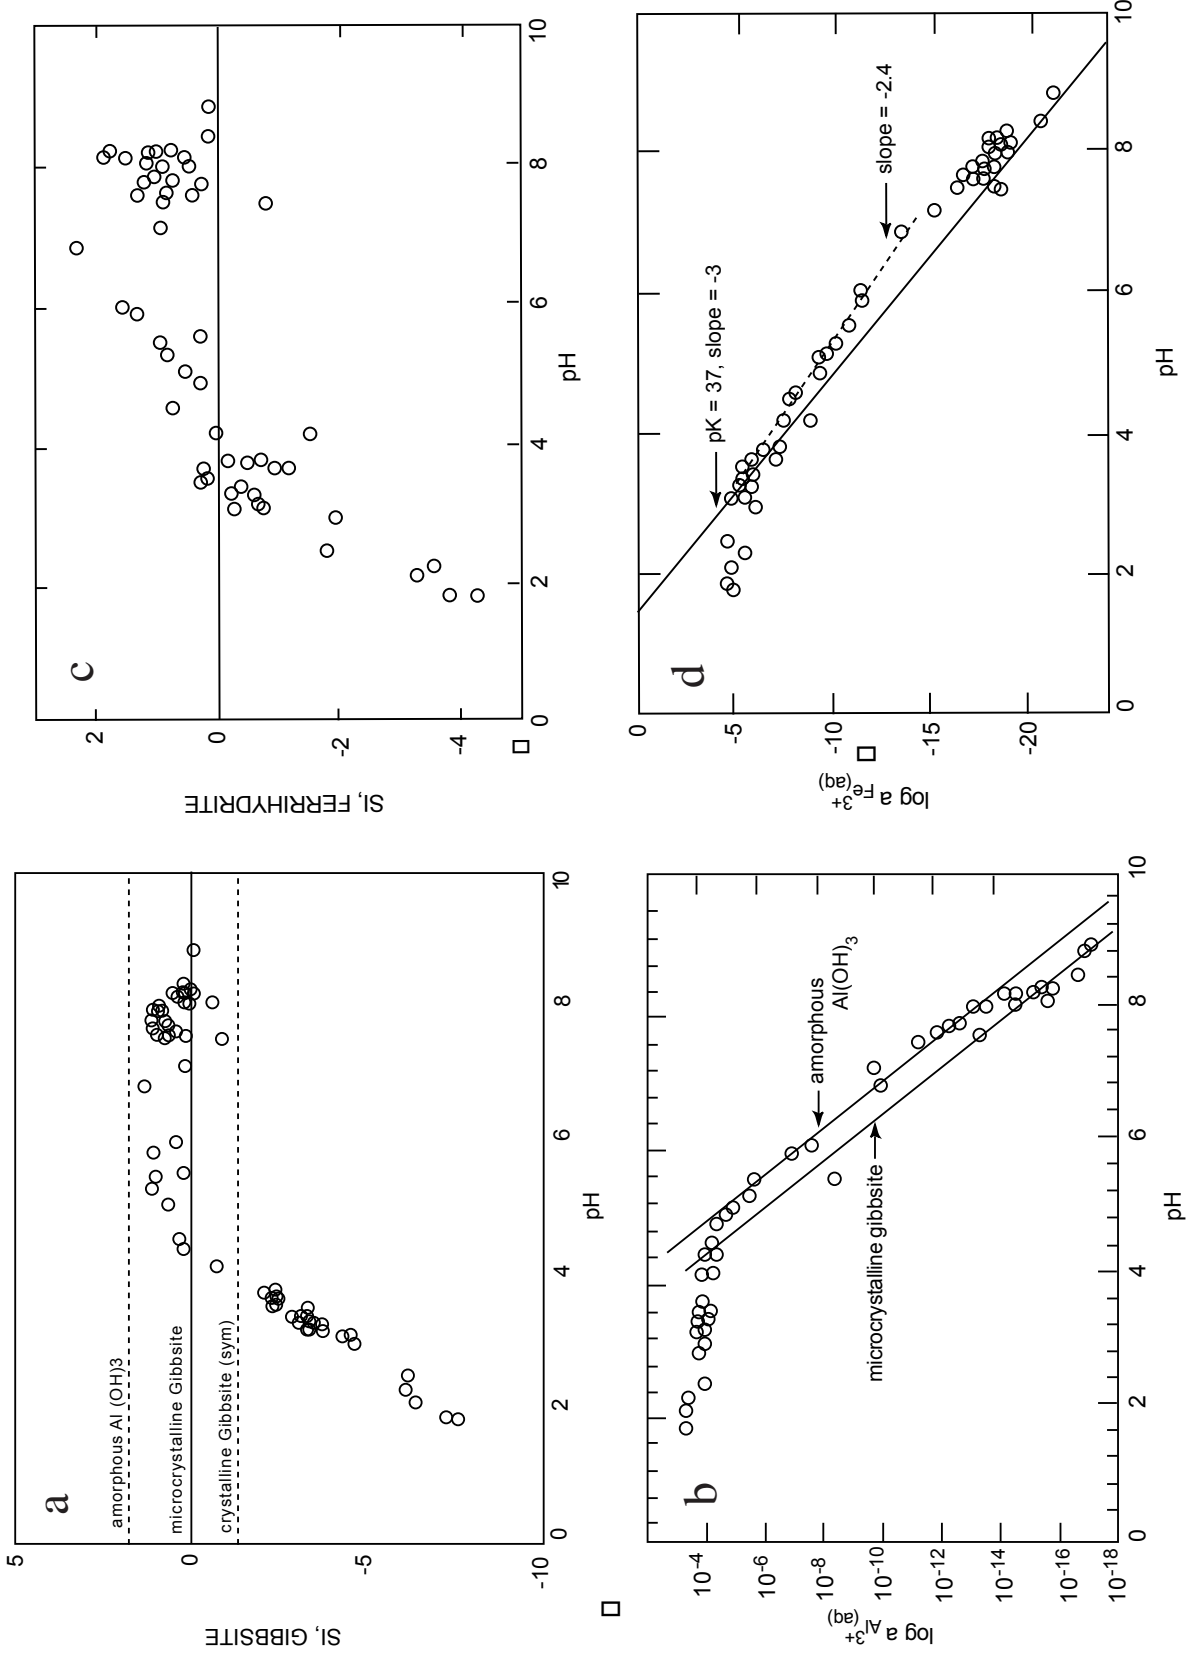 a
5
0
-5
-10
SI, GIBBSITE
amorphous Al (OH)3
microcrystalline Gibbsite
crystalline Gibbsite (sym)
0
2
4
6
8
10
pH
c
2
0
-2
-4
SI, FERRIHYDRITE
0
2
4
6
8
10
pH
b
10-4
10-6
10-8
10-10
10-12
10-14
10-16
10-18
log a Al3+(aq)
amorphous
Al(OH)3
microcrystalline gibbsite
0
2
4
6
8
10
pH
d
0
-5
-10
-15
-20
log a Fe3+(aq)
pK = 37, slope = -3
slope = -2.4
0
2
4
6
8
10
pH